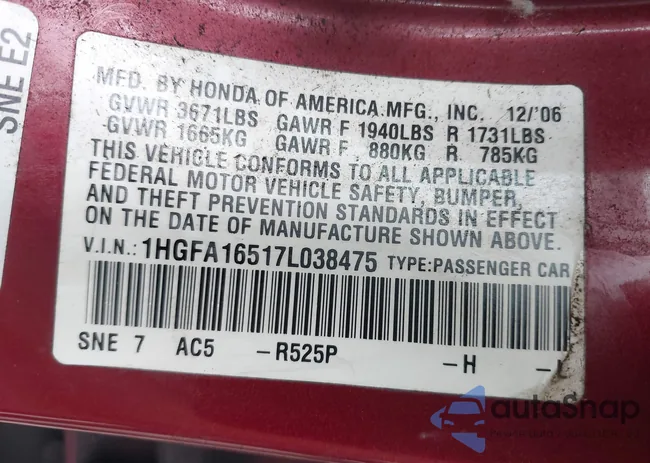 SNE E2
MFD. BY HONDA OF AMERICA MFG., INC. 12/'06
GVWR 3671LBS GAWR F 1940LBS R 1731LBS
GVWR 1665KG GAWR F. 880KG R. 785KG
THIS VEHICLE CONFORMS TO ALL APPLICABLE
FEDERAL MOTOR VEHICLE SAFETY, BUMPER,
AND THEFT PREVENTION STANDARDS IN EFFECT
ON THE DATE OF MANUFACTURE SHOWN ABOVE.
V.I.N.: 1HGFA16517L038475 TYPE:PASSENGER CAR
SNE 7 AC5 -R525P -H
autoSnap